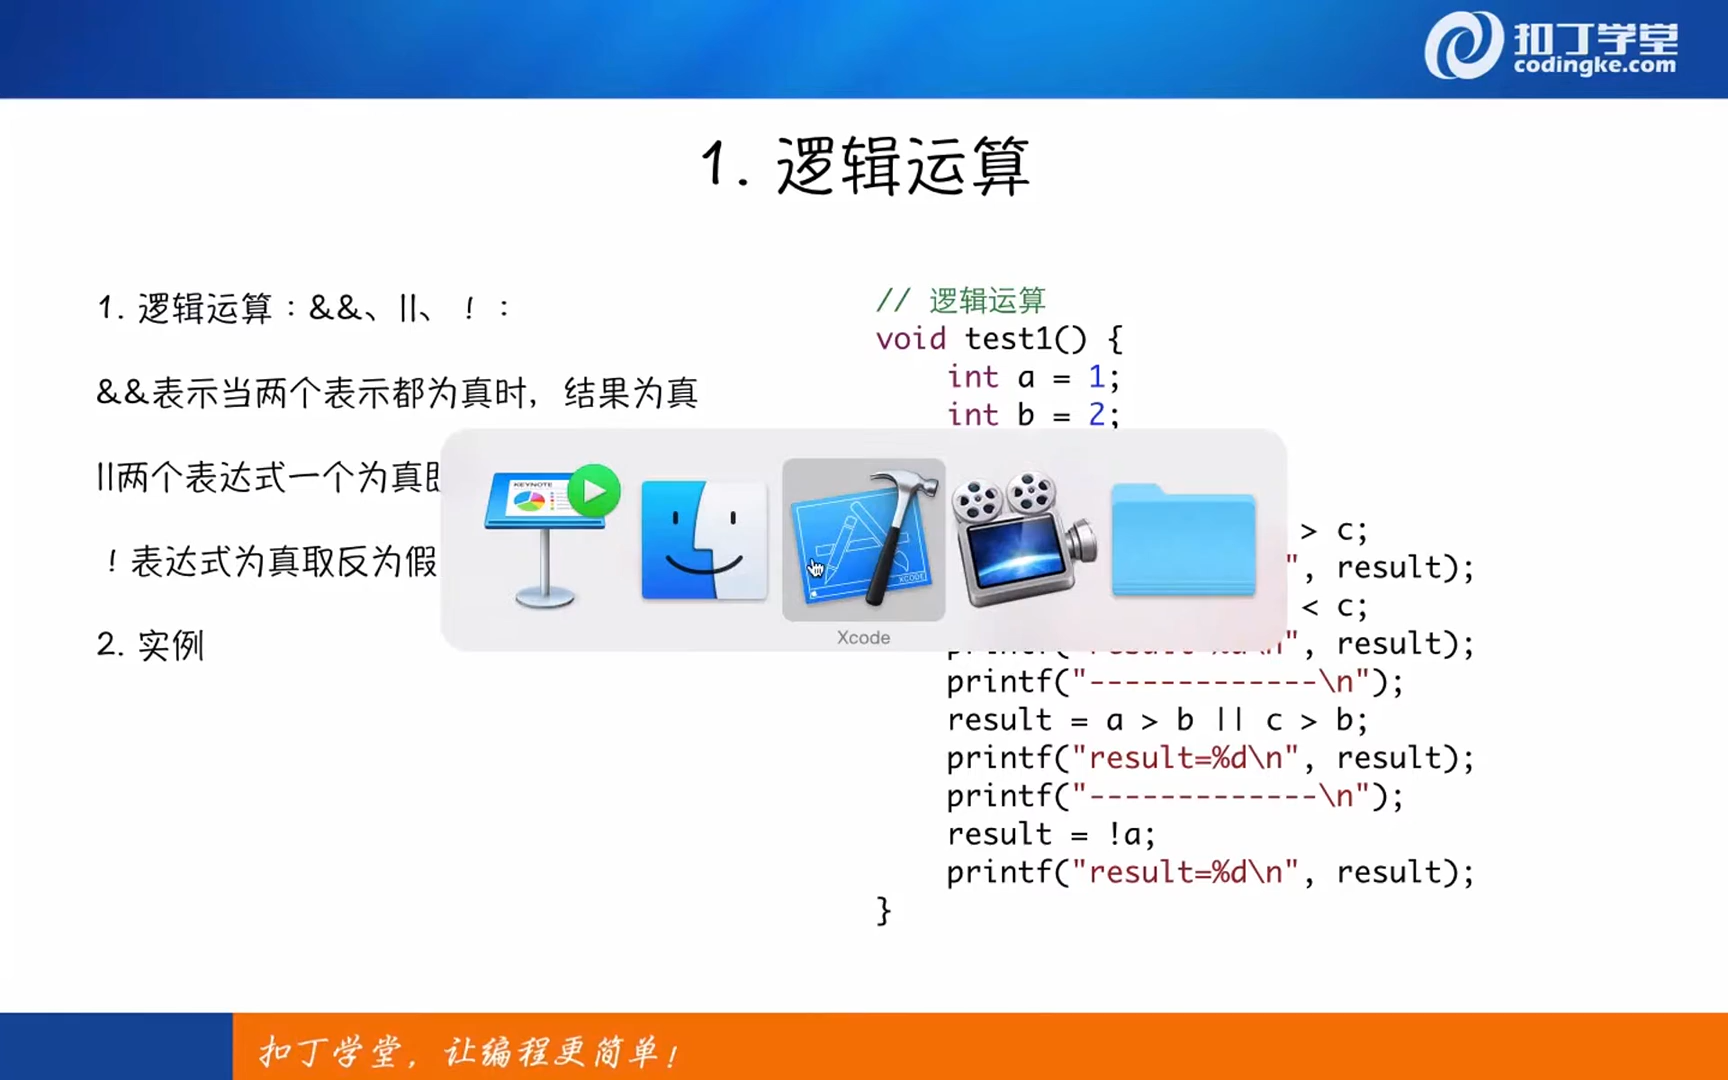 扣丁学堂
codingke.com
1. 逻辑运算
1. 逻辑运算：&&、||、！：
&&表示当两个表示都为真时，结果为真
||两个表达式一个为真即
！表达式为真取反为假
2. 实例
// 逻辑运算
void test1() {
int a = 1;
int b = 2;
> c;
", result);
< c;
\n", result);
printf("-------------\n");
result = a > b || c > b;
printf("result=%d\n", result);
printf("-------------\n");
result = !a;
printf("result=%d\n", result);
}
KEYNOTE
XCODE
Xcode
扣丁学堂，让编程更简单！